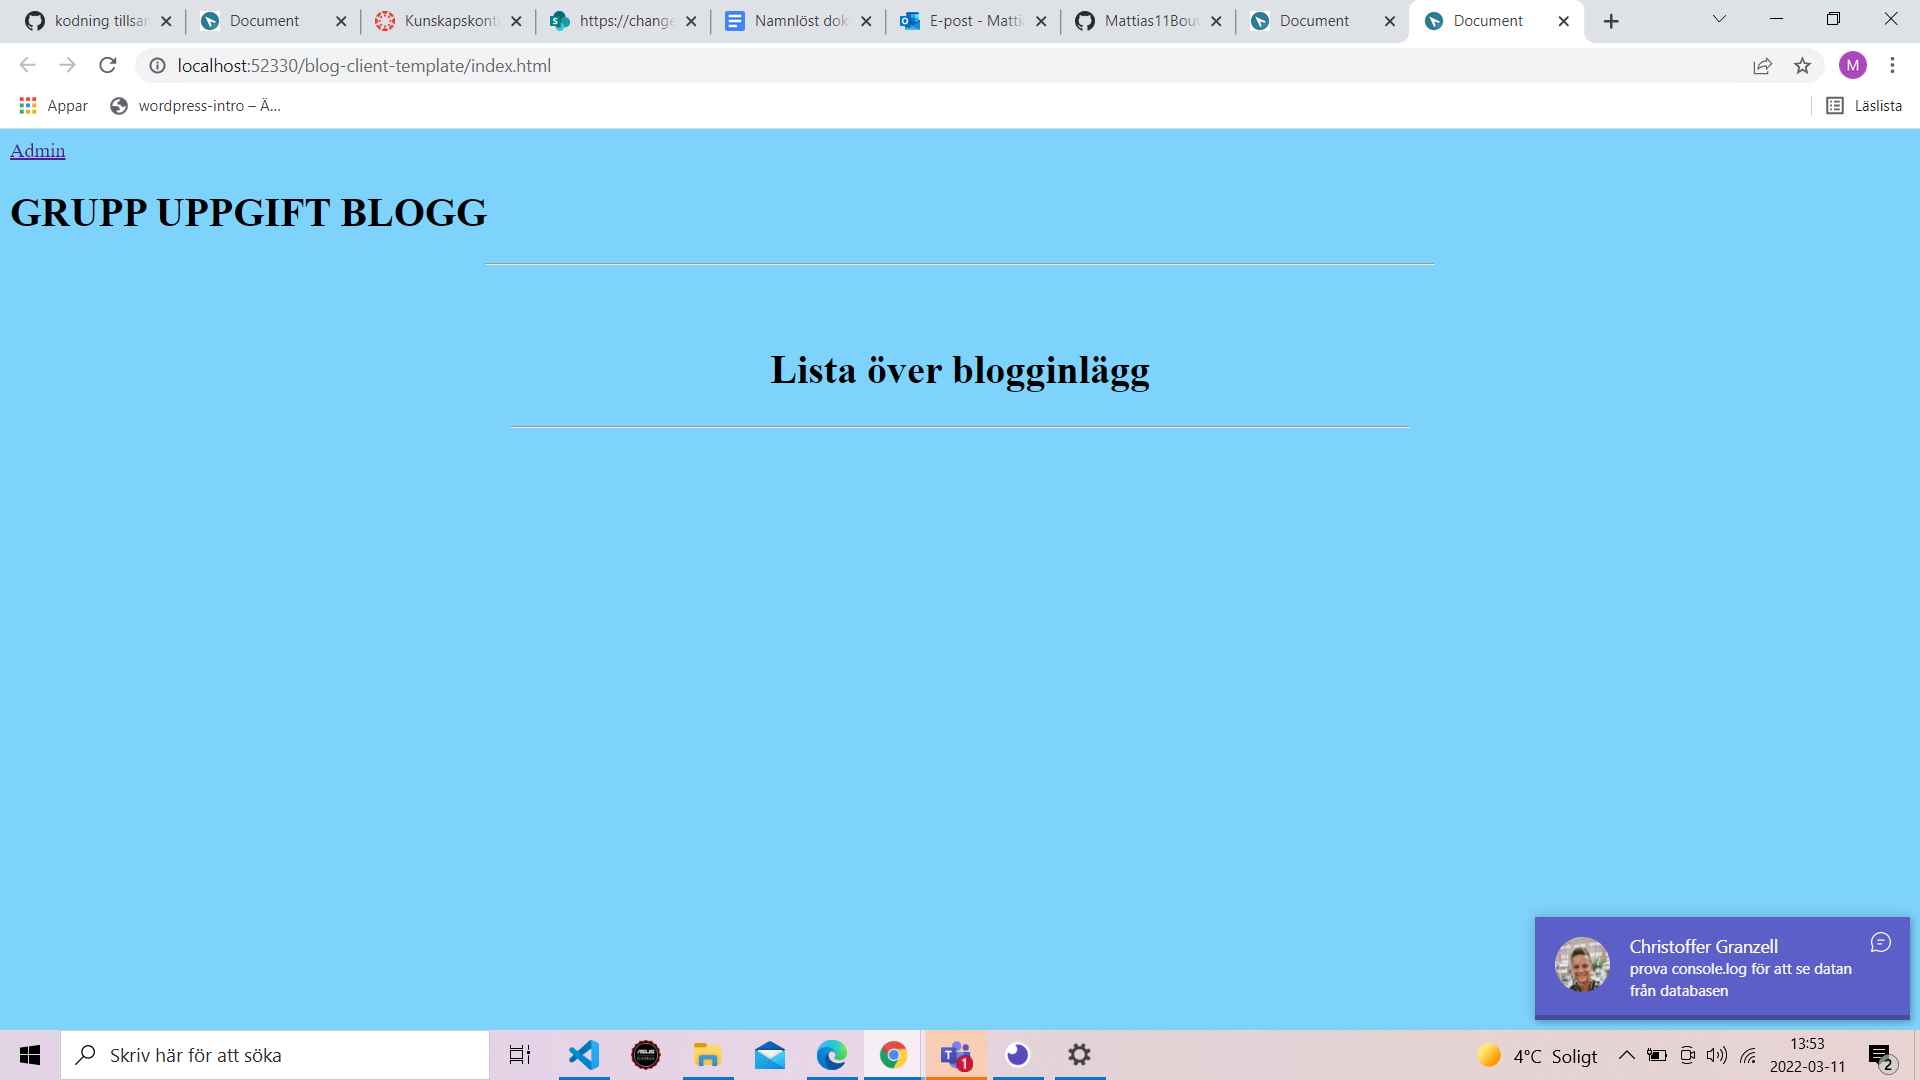 kodning tillsar
Document
Kunskapskont
https://change
Namnlöst dok
E-post - Mattia
Mattias11Bou
Document
Document
localhost:52330/blog-client-template/index.html
M
Appar
wordpress-intro – Ä...
Läslista
Admin
GRUPP UPPGIFT BLOGG
Lista över blogginlägg
Christoffer Granzell
prova console.log för att se datan
från databasen
Skriv här för att söka
1
4°C Soligt
13:53
2022-03-11
2